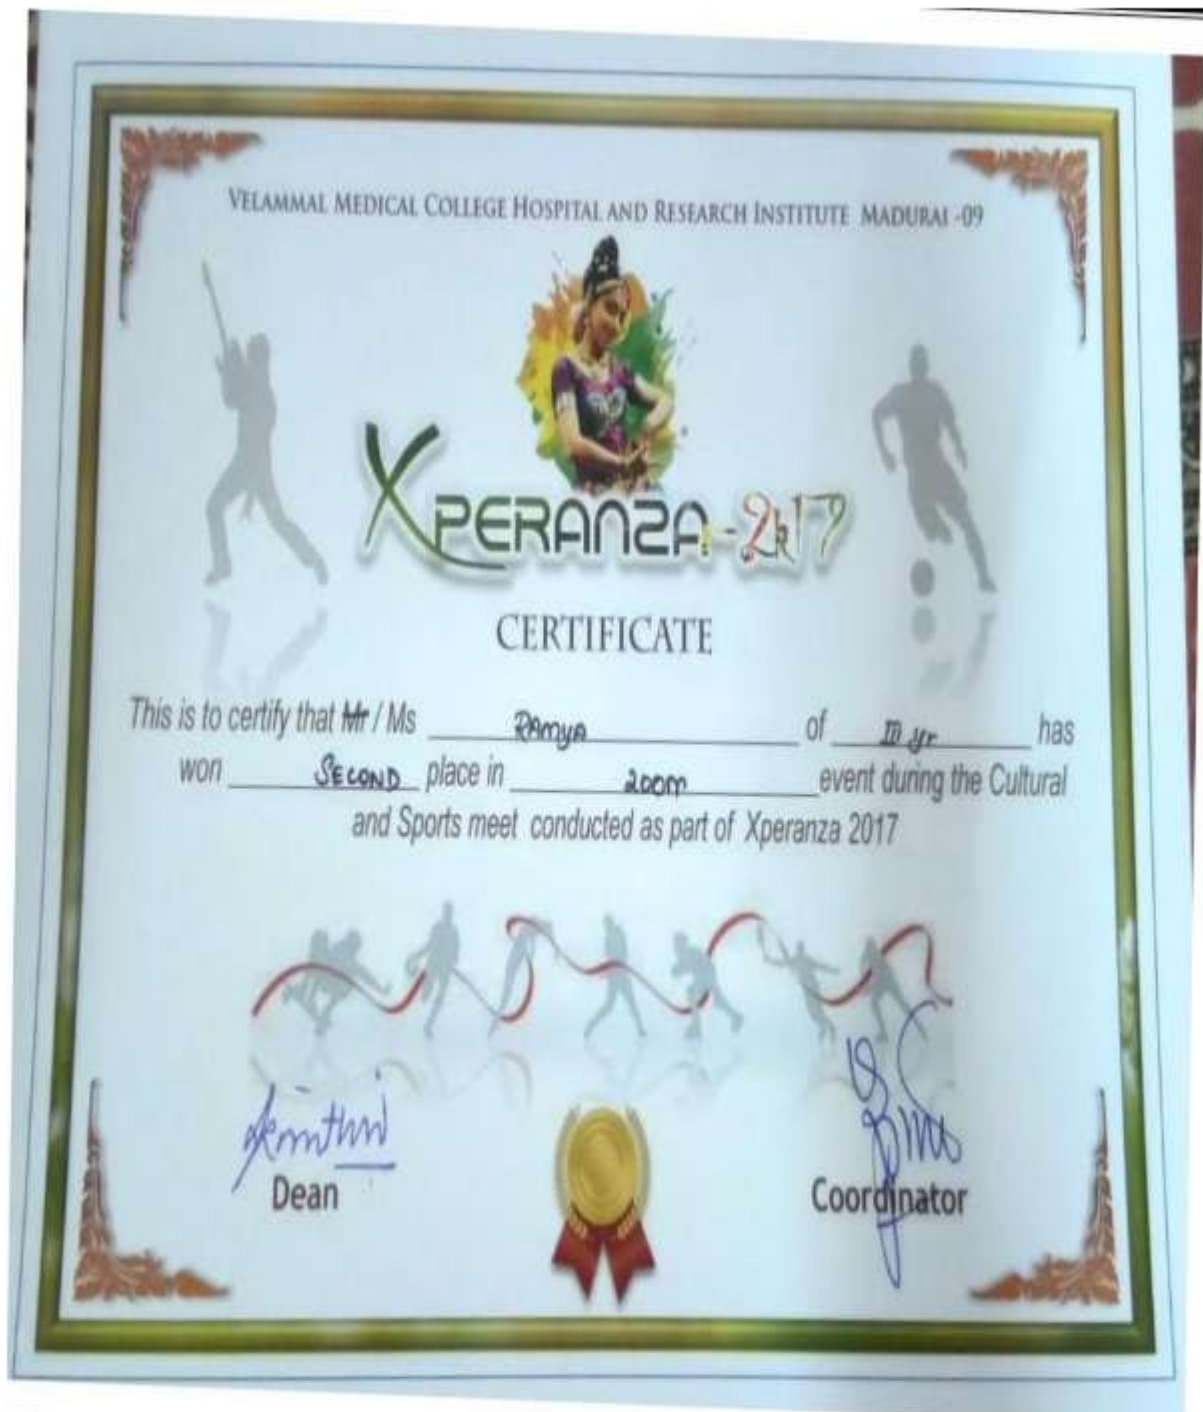 VELAMMAL MEDICAL COLLEGE HOSPITAL AND RESEARCH INSTITUTE MADURAI -09
XPERANZA-2k17
CERTIFICATE
This is to certify that Mr / Ms RAMYA of III yr has
won SECOND place in 200m event during the Cultural
and Sports meet conducted as part of Xperanza 2017
Dean
Coordinator